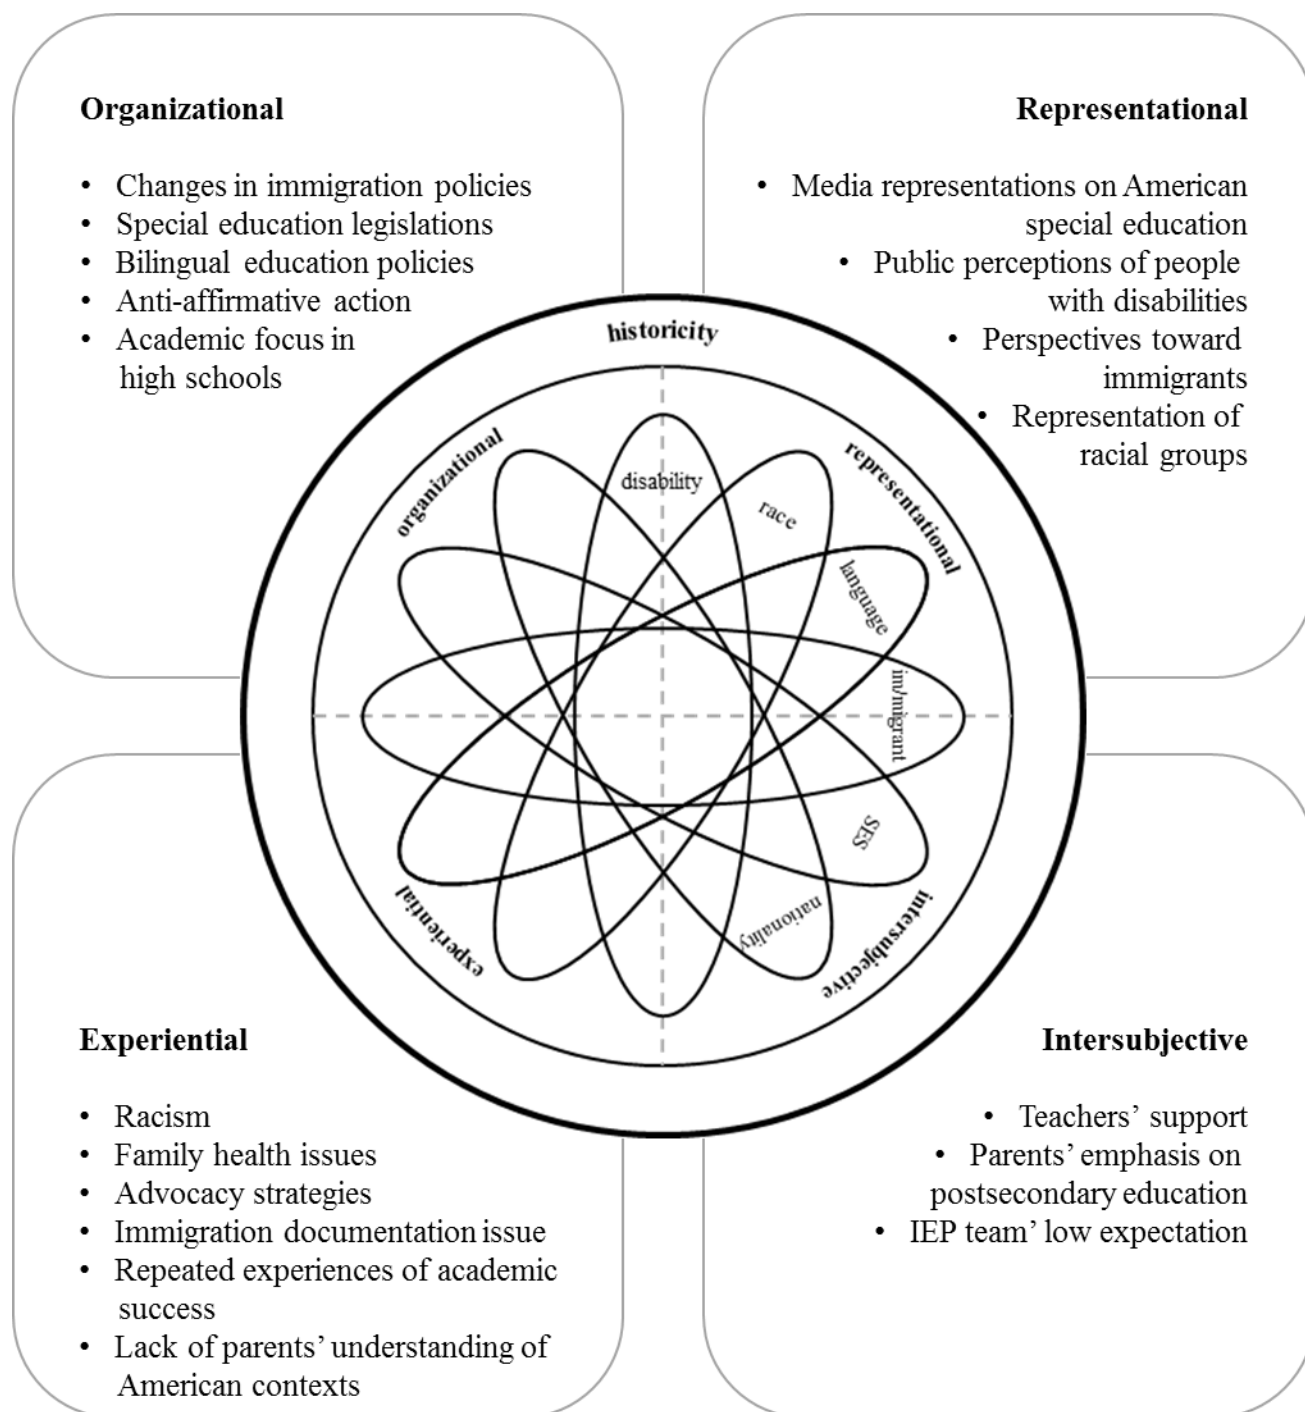 Organizational
• Changes in immigration policies
• Special education legislations
• Bilingual education policies
• Anti-affirmative action
• Academic focus in
high schools
Representational
• Media representations on American
special education
• Public perceptions of people
with disabilities
• Perspectives toward
immigrants
• Representation of
racial groups
historicity
organizational
representational
disability
race
language
im/migrant
SES
nationality
experiential
intersubjective
Experiential
• Racism
• Family health issues
• Advocacy strategies
• Immigration documentation issue
• Repeated experiences of academic
success
• Lack of parents’ understanding of
American contexts
Intersubjective
• Teachers’ support
• Parents’ emphasis on
postsecondary education
• IEP team’ low expectation